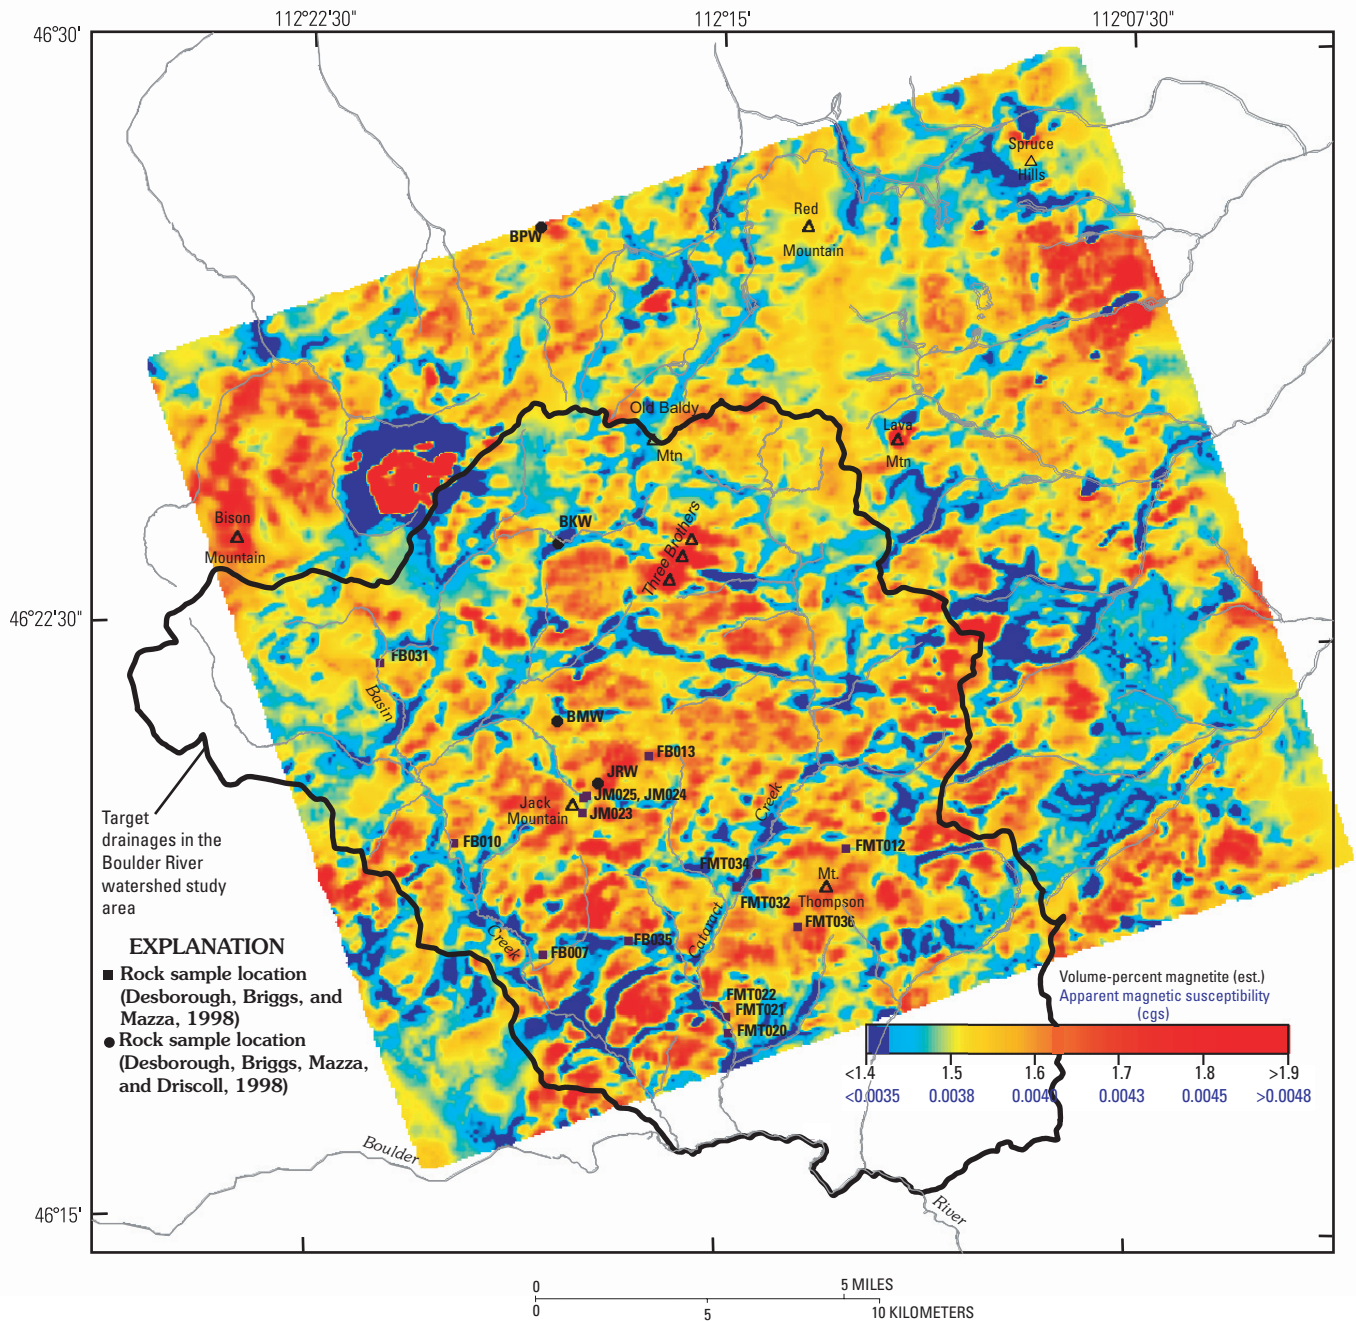 112°22'30"
112°15'
112°07'30"
46°30'
Spruce
Hills
Red
Mountain
BPW
Old Baldy
Mtn
Lava
Mtn
Bison
Mountain
BKW
Three Brothers
46°22'30"
FB031
Basin
BMW
FB013
JRW
JM025, JM024
Jack
Mountain
JM023
Creek
FB010
FMT012
FMT034
Mt.
Thompson
FMT032
FMT036
Cataract
Creek
FB035
FB007
FMT022
FMT021
FMT020
Target
drainages in the
Boulder River
watershed study
area
EXPLANATION
Rock sample location
(Desborough, Briggs, and
Mazza, 1998)
Rock sample location
(Desborough, Briggs, Mazza,
and Driscoll, 1998)
Volume-percent magnetite (est.)
Apparent magnetic susceptibility
(cgs)
<1.4 1.5 1.6 1.7 1.8 >1.9
<0.0035 0.0038 0.0040 0.0043 0.0045 >0.0048
Boulder
River
46°15'
0 5 MILES
0 5 10 KILOMETERS